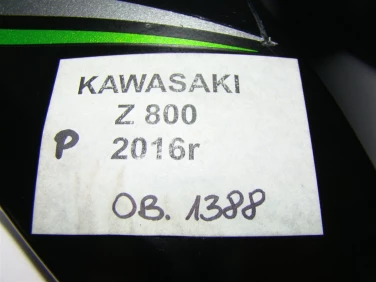 KAWASAKI
Z 800
P 2016r
OB. 1388